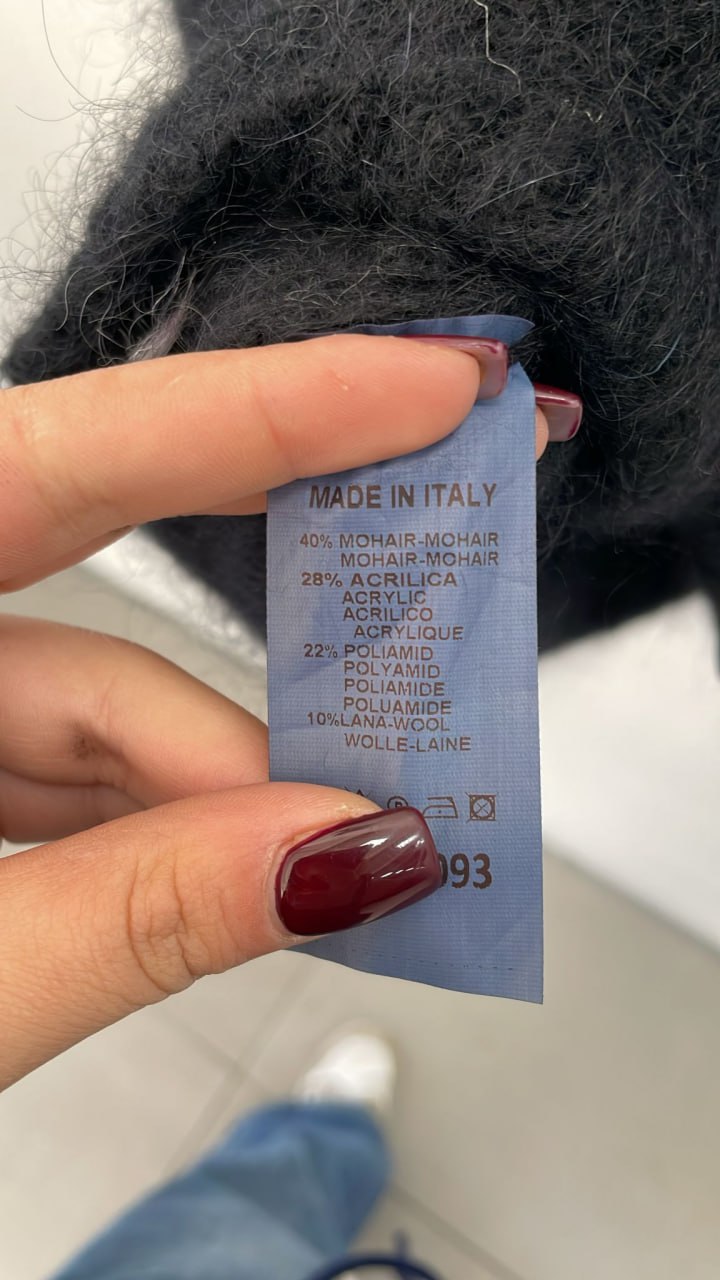 MADE IN ITALY
40% MOHAIR-MOHAIR
MOHAIR-MOHAIR
28% ACRILICA
ACRYLIC
ACRILICO
ACRYLIQUE
22% POLIAMID
POLYAMID
POLIAMIDE
POLUAMIDE
10%LANA-WOOL
WOLLE-LAINE
093